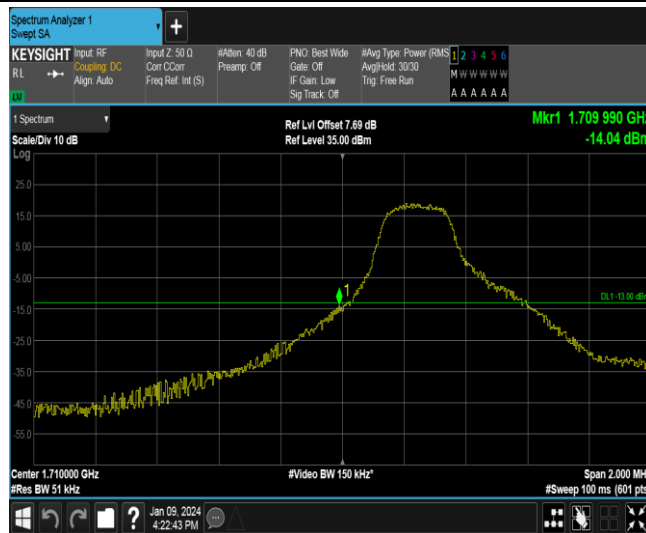 Spectrum Analyzer 1
Swept SA
+
KEYSIGHT
RL
LXI
Input: RF
Coupling: DC
Align: Auto
Input Z: 50 Ω
Corr CCorr
Freq Ref: Int (S)
#Atten: 40 dB
Preamp: Off
PNO: Best Wide
Gate: Off
IF Gain: Low
Sig Track: Off
#Avg Type: Power (RMS
Avg|Hold: 30/30
Trig: Free Run
1 2 3 4 5 6
M W W W W W
A A A A A A
1 Spectrum
Scale/Div 10 dB
Ref Lvl Offset 7.69 dB
Ref Level 35.00 dBm
Mkr1 1.709 990 GHz
-14.04 dBm
Log
25.0
15.0
5.00
-5.00
-15.0
-25.0
-35.0
-45.0
-55.0
1
DL1 -13.00 dBm
Center 1.710000 GHz
#Res BW 51 kHz
#Video BW 150 kHz*
Span 2.000 MH
#Sweep 100 ms (601 pts
?
Jan 09, 2024
4:22:43 PM